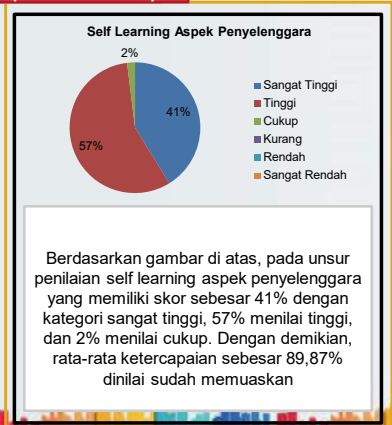 Self Learning Aspek Penyelenggara
2%
41%
57%
Sangat Tinggi
Tinggi
Cukup
Kurang
Rendah
Sangat Rendah
Berdasarkan gambar di atas, pada unsur
penilaian self learning aspek penyelenggara
yang memiliki skor sebesar 41% dengan
kategori sangat tinggi, 57% menilai tinggi,
dan 2% menilai cukup. Dengan demikian,
rata-rata ketercapaian sebesar 89,87%
dinilai sudah memuaskan